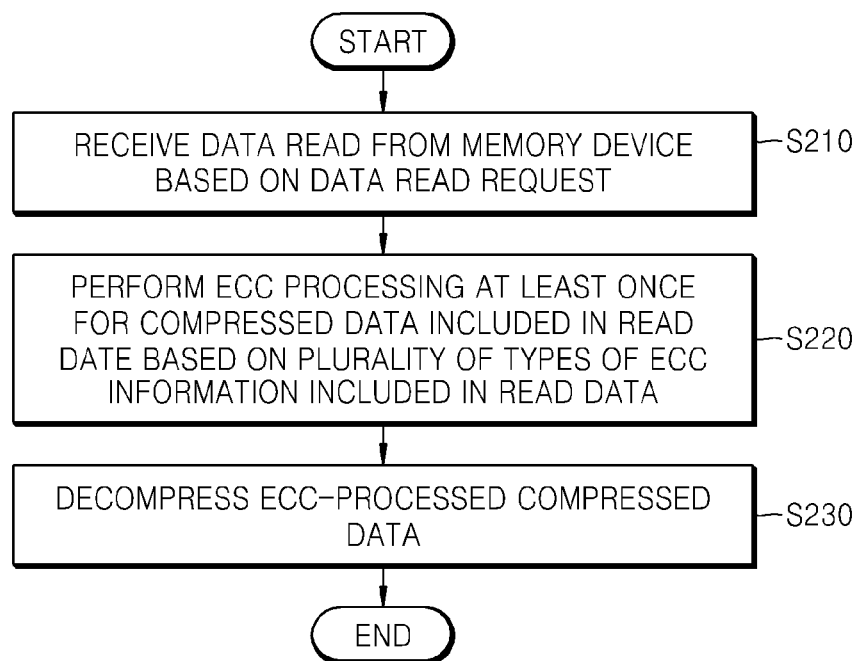 START
RECEIVE DATA READ FROM MEMORY DEVICE
BASED ON DATA READ REQUEST
S210
PERFORM ECC PROCESSING AT LEAST ONCE
FOR COMPRESSED DATA INCLUDED IN READ
DATE BASED ON PLURALITY OF TYPES OF ECC
INFORMATION INCLUDED IN READ DATA
S220
DECOMPRESS ECC-PROCESSED COMPRESSED
DATA
S230
END